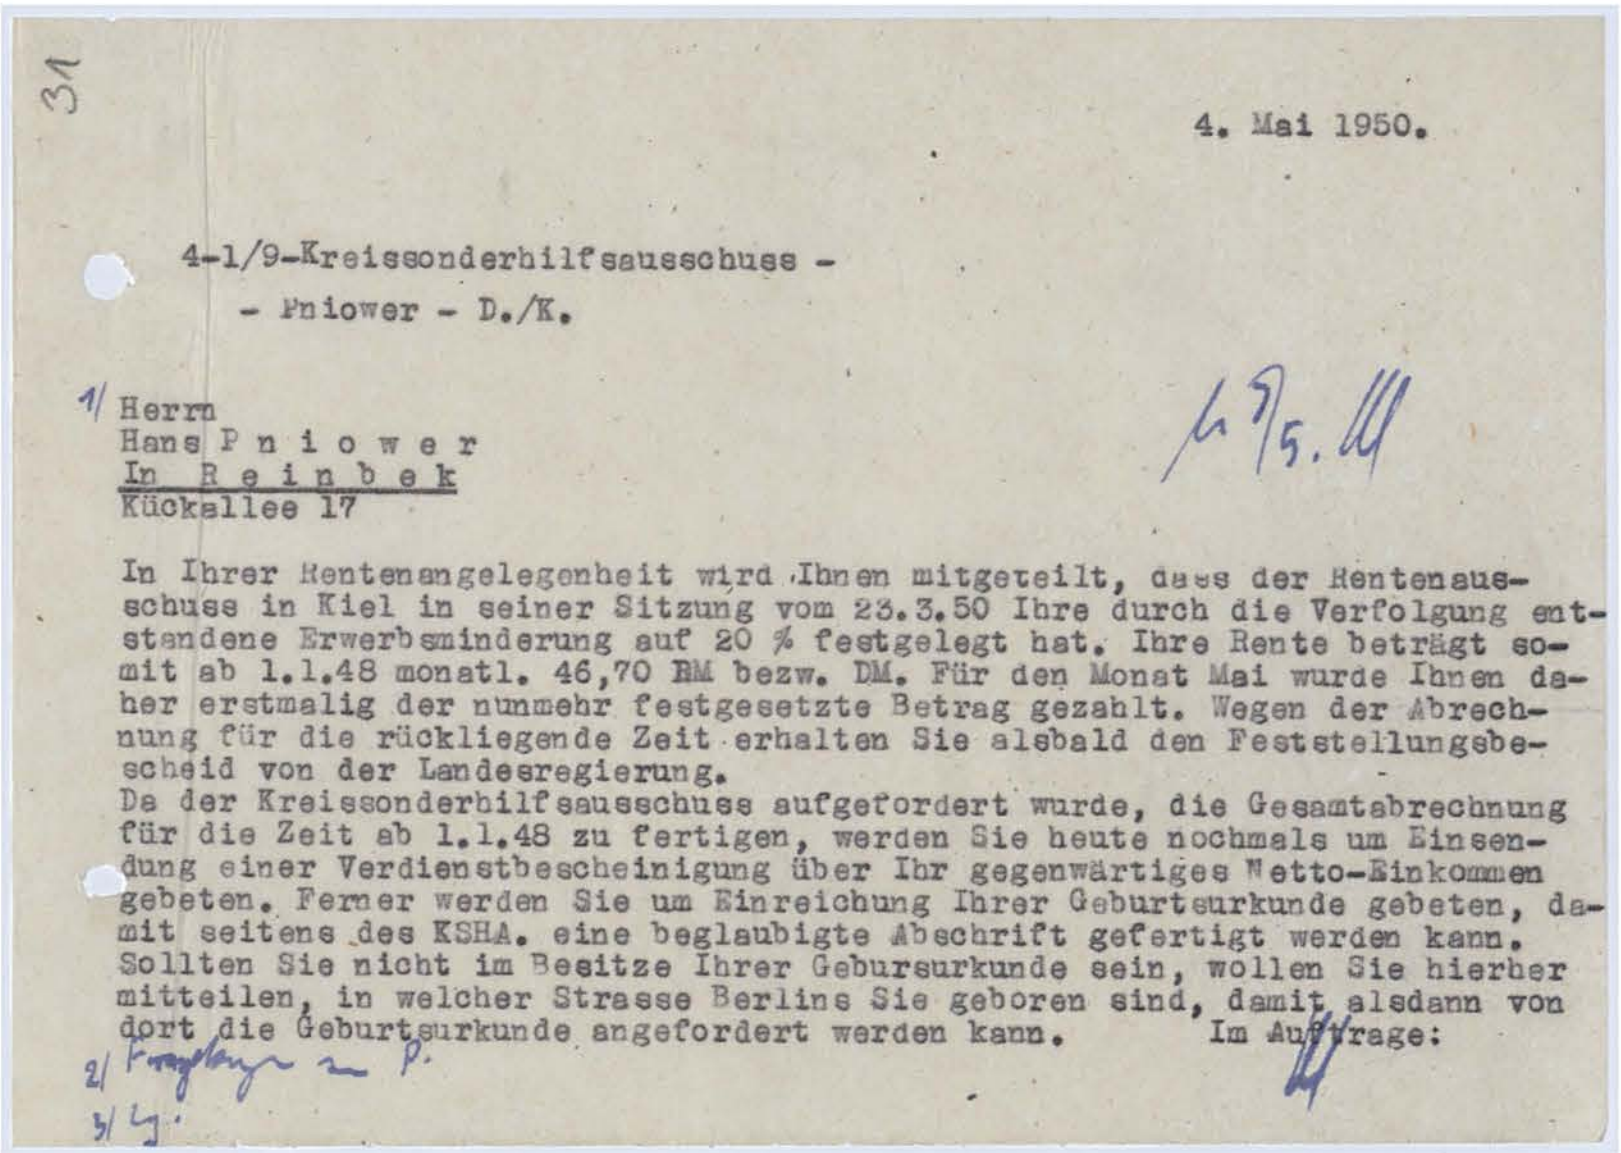 31
4. Mai 1950.
4-1/9-Kreissonderhilfsausschuss -
- Pniower - D./K.
1/ Herrn
Hans P n i o w e r
In R e i n b e k
Kückallee 17
In Ihrer Rentenangelegenheit wird Ihnen mitgeteilt, dass der Rentenaus-
schuss in Kiel in seiner Sitzung vom 23.3.50 Ihre durch die Verfolgung ent-
standene Erwerbsminderung auf 20 % festgelegt hat. Ihre Rente beträgt so-
mit ab 1.1.48 monatl. 46,70 RM bezw. DM. Für den Monat Mai wurde Ihnen da-
her erstmalig der nunmehr festgesetzte Betrag gezahlt. Wegen der Abrech-
nung für die rückliegende Zeit erhalten Sie alsbald den Feststellungsbe-
scheid von der Landesregierung.
Da der Kreissonderhilfsausschuss aufgefordert wurde, die Gesamtabrechnung
für die Zeit ab 1.1.48 zu fertigen, werden Sie heute nochmals um Einsen-
dung einer Verdienstbescheinigung über Ihr gegenwärtiges Netto-Einkommen
gebeten. Ferner werden Sie um Einreichung Ihrer Geburtsurkunde gebeten, da-
mit seitens des KSHA. eine beglaubigte Abschrift gefertigt werden kann.
Sollten Sie nicht im Besitze Ihrer Gebursurkunde sein, wollen Sie hierher
mitteilen, in welcher Strasse Berlins Sie geboren sind, damit alsdann von
dort die Geburtsurkunde angefordert werden kann. Im Auftrage:
2/ P.
3/